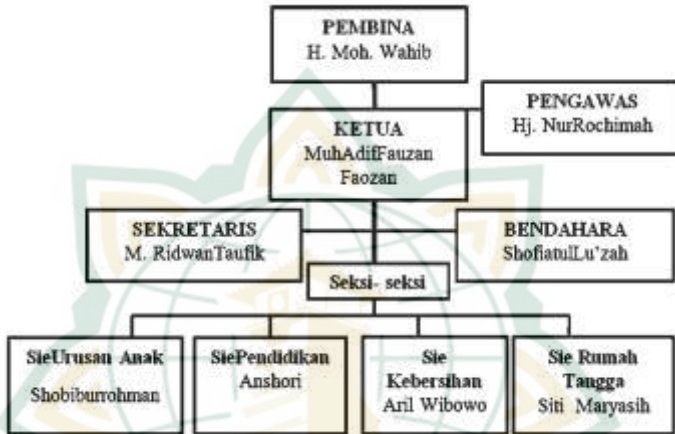 PEMBINA
H. Moh. Wahib
PENGAWAS
Hj. NurRochimah
KETUA
MuhAdifFauzan
Faozan
SEKRETARIS
M. RidwanTaufik
BENDAHARA
ShofiatulLu'zah
Seksi- seksi
SieUrusan Anak
Shobiburrohman
SiePendidikan
Anshori
Sie
Kebersihan
Aril Wibowo
Sie Rumah
Tangga
Siti Maryasih